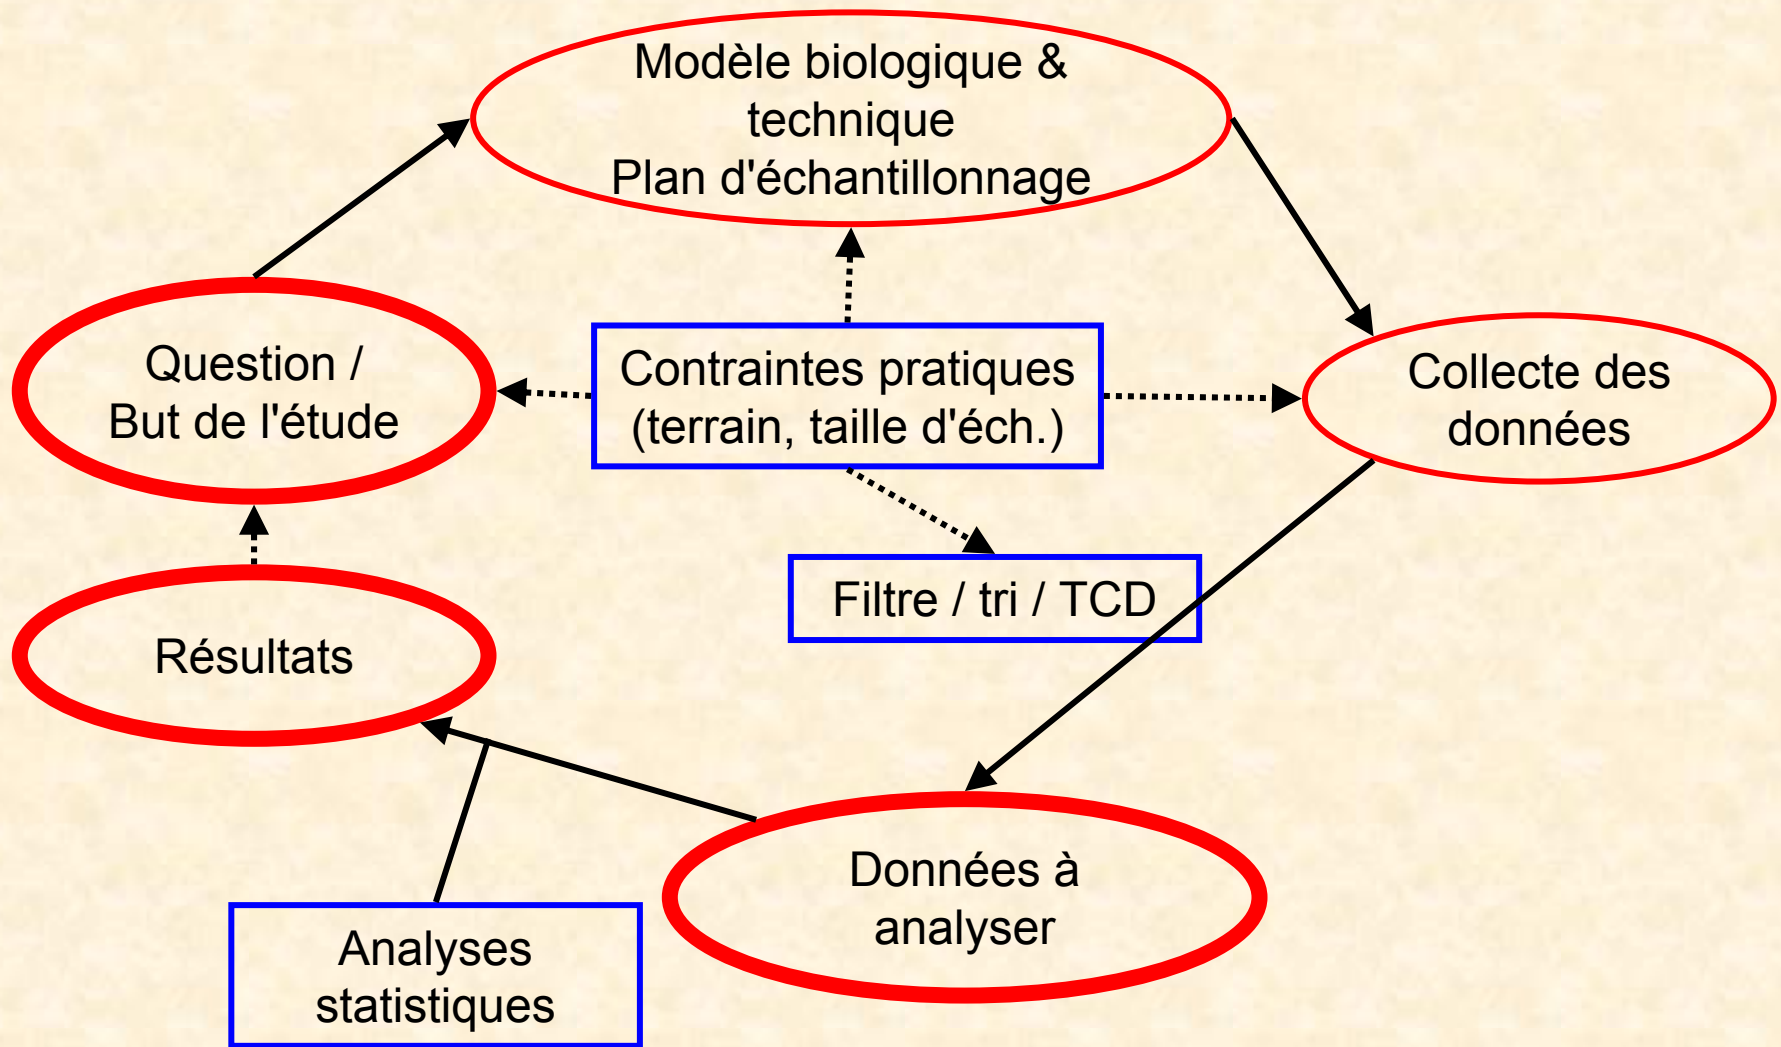 Modèle biologique &
technique
Plan d'échantillonnage
Question /
But de l'étude
Contraintes pratiques
(terrain, taille d'éch.)
Collecte des
données
Filtre / tri / TCD
Résultats
Données à
analyser
Analyses
statistiques